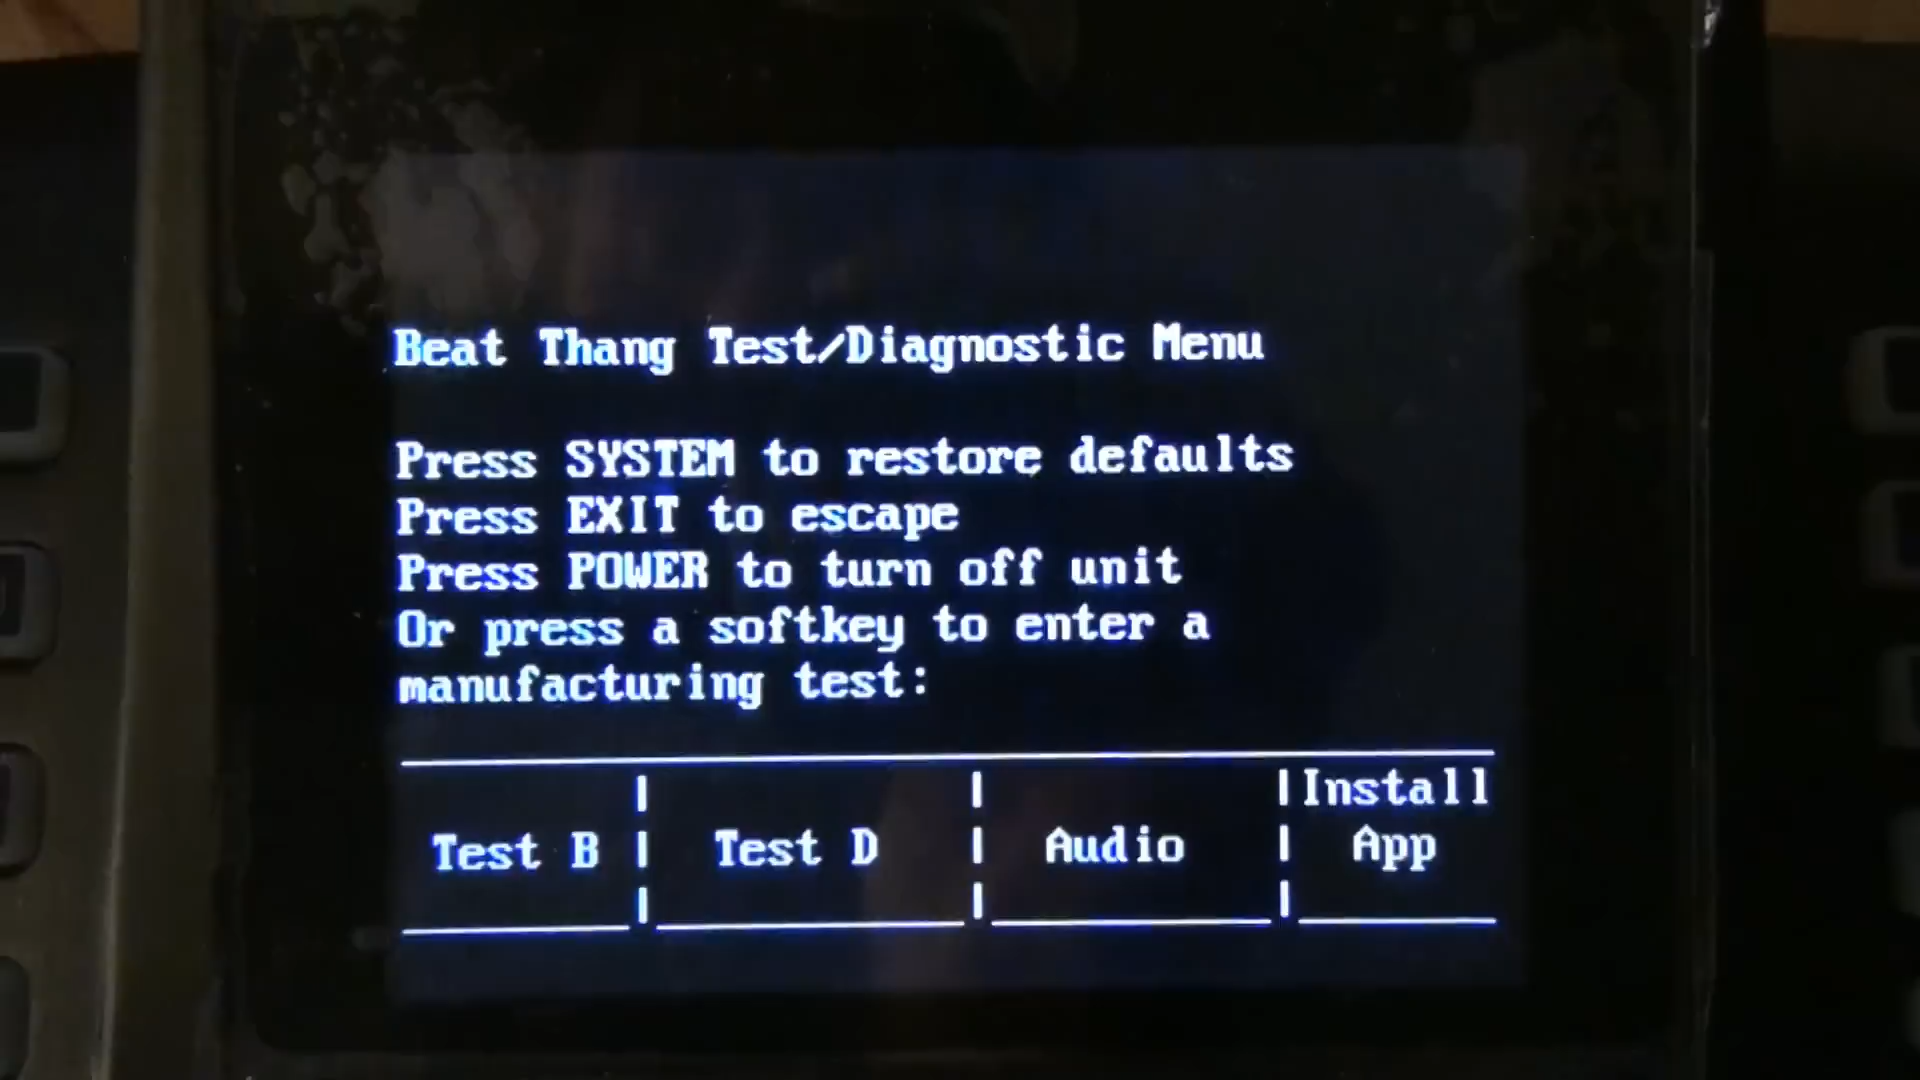 Beat Thang Test/Diagnostic Menu
Press SYSTEM to restore defaults
Press EXIT to escape
Press POWER to turn off unit
Or press a softkey to enter a
manufacturing test:
Test B | Test D | Audio | Install App